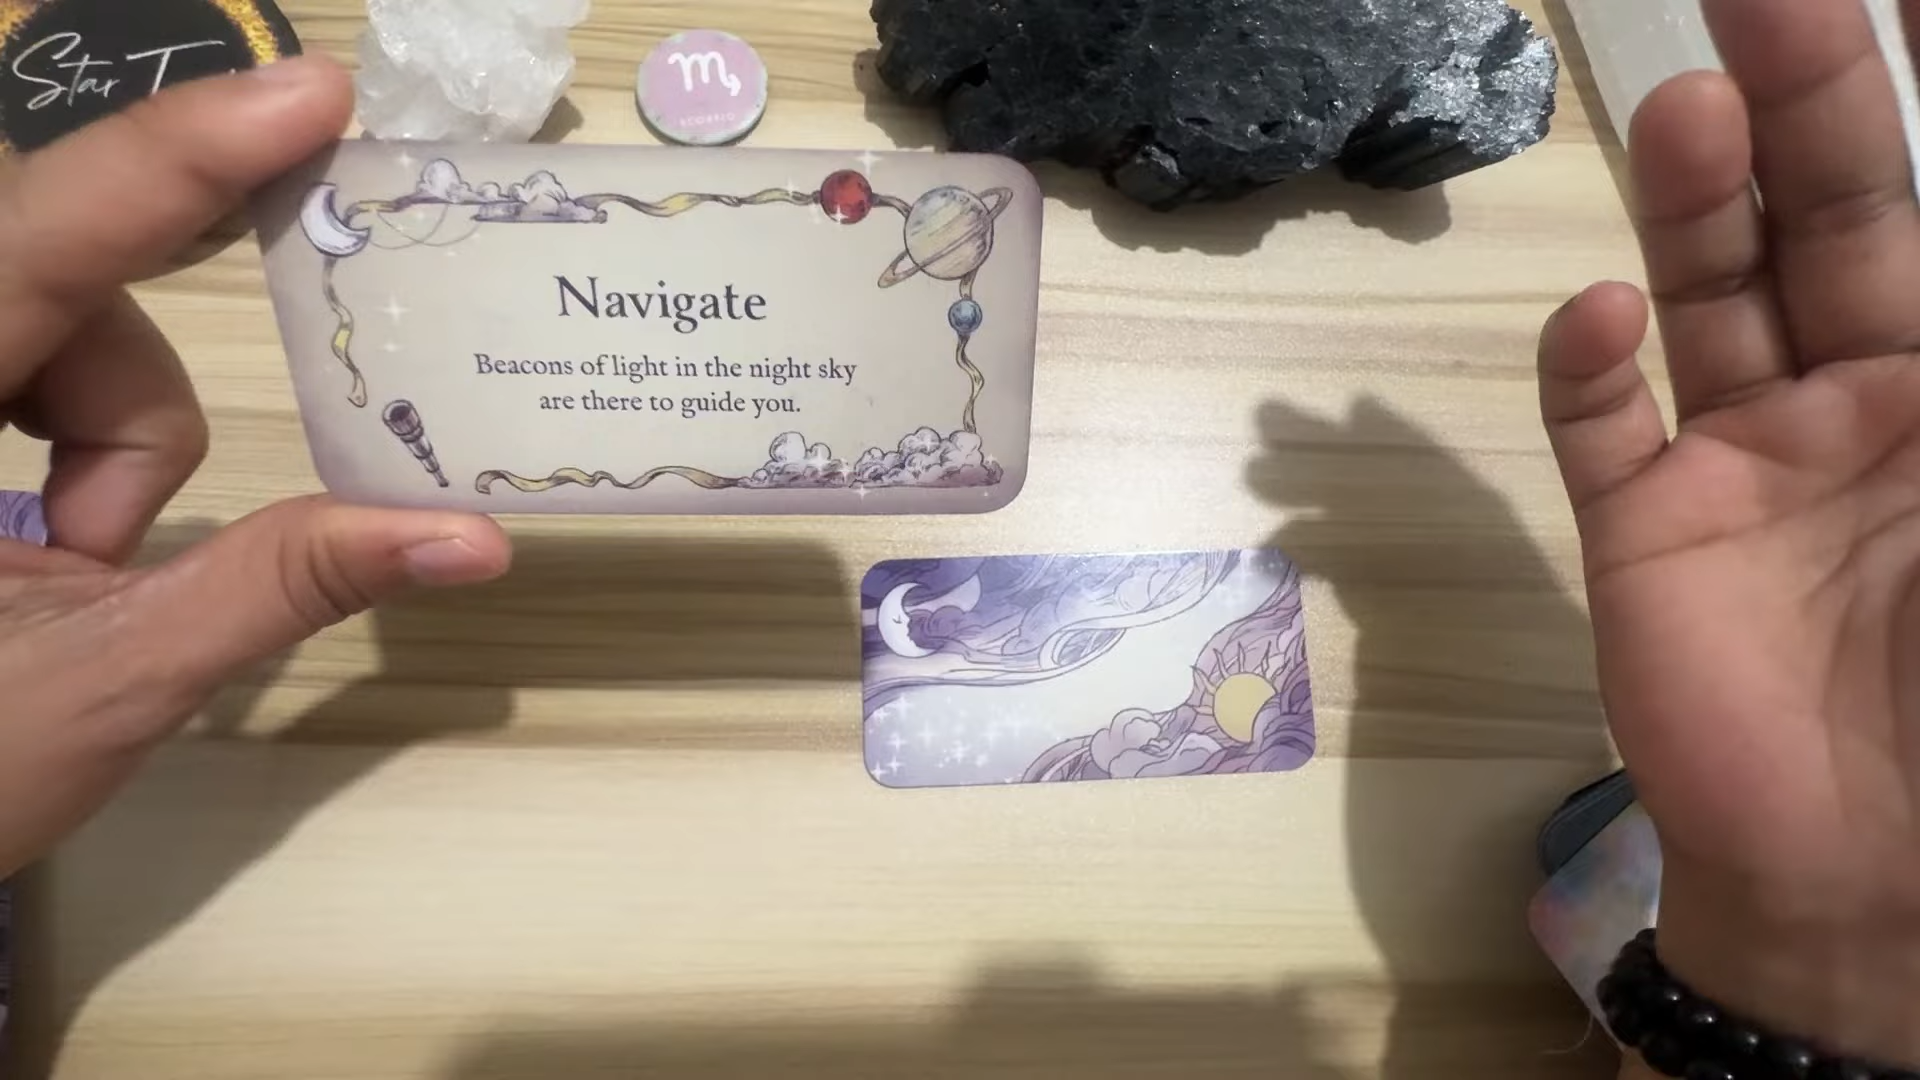 Star
SCORPIO
Navigate
Beacons of light in the night sky
are there to guide you.